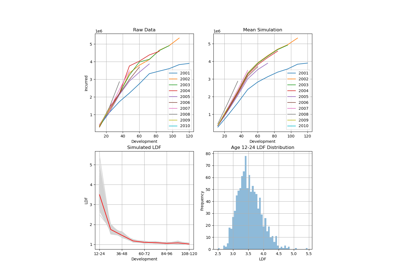 Raw Data
Mean Simulation
1e6
1e6
5
4
3
2
1
Incurred
2001
2002
2003
2004
2005
2006
2007
2008
2009
2010
20 40 60 80 100 120
Development
5
4
3
2
1
2001
2002
2003
2004
2005
2006
2007
2008
2009
2010
20 40 60 80 100 120
Development
Simulated LDF
5
4
3
2
1
LDF
12-24 36-48 60-72 84-96 108-120
Development
Age 12-24 LDF Distribution
80
70
60
50
40
30
20
10
0
Frequency
2.5 3.0 3.5 4.0 4.5 5.0 5.5
LDF